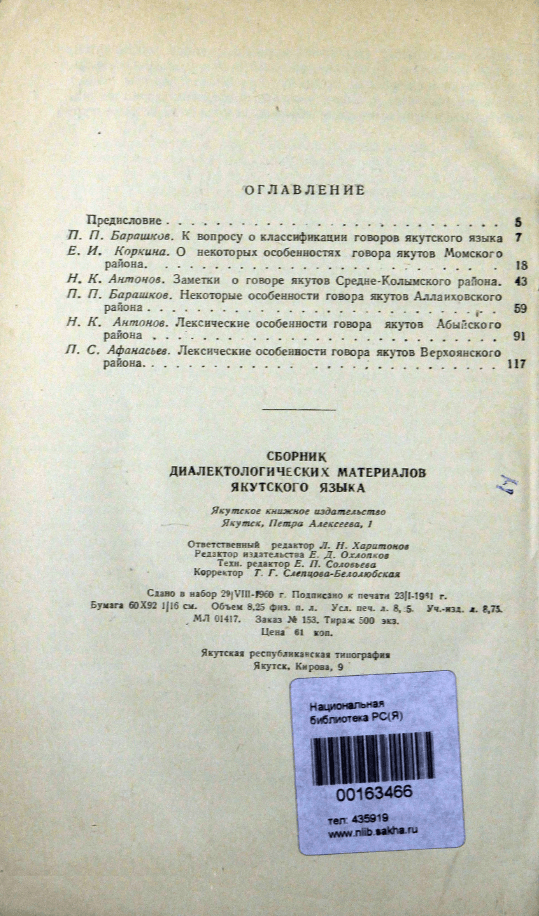 ОГЛАВЛЕНИЕ
Предисловие . . . . . . . . . . . . . . . . . . . . . . . . 5
П. П. Барашков. К вопросу о классификации говоров якутского языка 7
Е. И. Коркина. О некоторых особенностях говора якутов Момского
района. . . . . . . . . . . . . . . . . . . . . . . . 18
Н. К. Антонов. Заметки о говоре якутов Средне-Колымского района. 43
П. П. Барашков. Некоторые особенности говора якутов Аллаиховского
района . . . . . . . . . . . . . . . . . . . . . . . 59
Н. К. Антонов. Лексические особенности говора якутов Абыйского
района . . . . . . . . . . . . . . . . . . . . . . . 91
П. С. Афанасьев. Лексические особенности говора якутов Верхоянского
района. . . . . . . . . . . . . . . . . . . . . . . 117
СБОРНИК
ДИАЛЕКТОЛОГИЧЕСКИХ МАТЕРИАЛОВ
ЯКУТСКОГО ЯЗЫКА
Якутское книжное издательство
Якутск, Петра Алексеева, 1
Ответственный редактор Л. Н. Харитонов
Редактор издательства Е. Д. Охлопков
Техн. редактор Е. П. Соловьева
Корректор Т. Г. Слепцова-Белолюбская
Сдано в набор 29|VIII-1960 Подписано к печати 23|I-1961 г.
Бумага 60X92 1|16 см. Объем 8,25 физ. п. л. Усл. печ. л. 8,5. Уч.-изд. л. 8,75.
МЛ 01417. Заказ № 153. Тираж 500 экз.
Цена 61 коп.
Якутская республиканская типография
Якутск, Кирова, 9
Национальная
библиотека РС(Я)
00163466
тел: 435919
www.nlib.sakha.ru